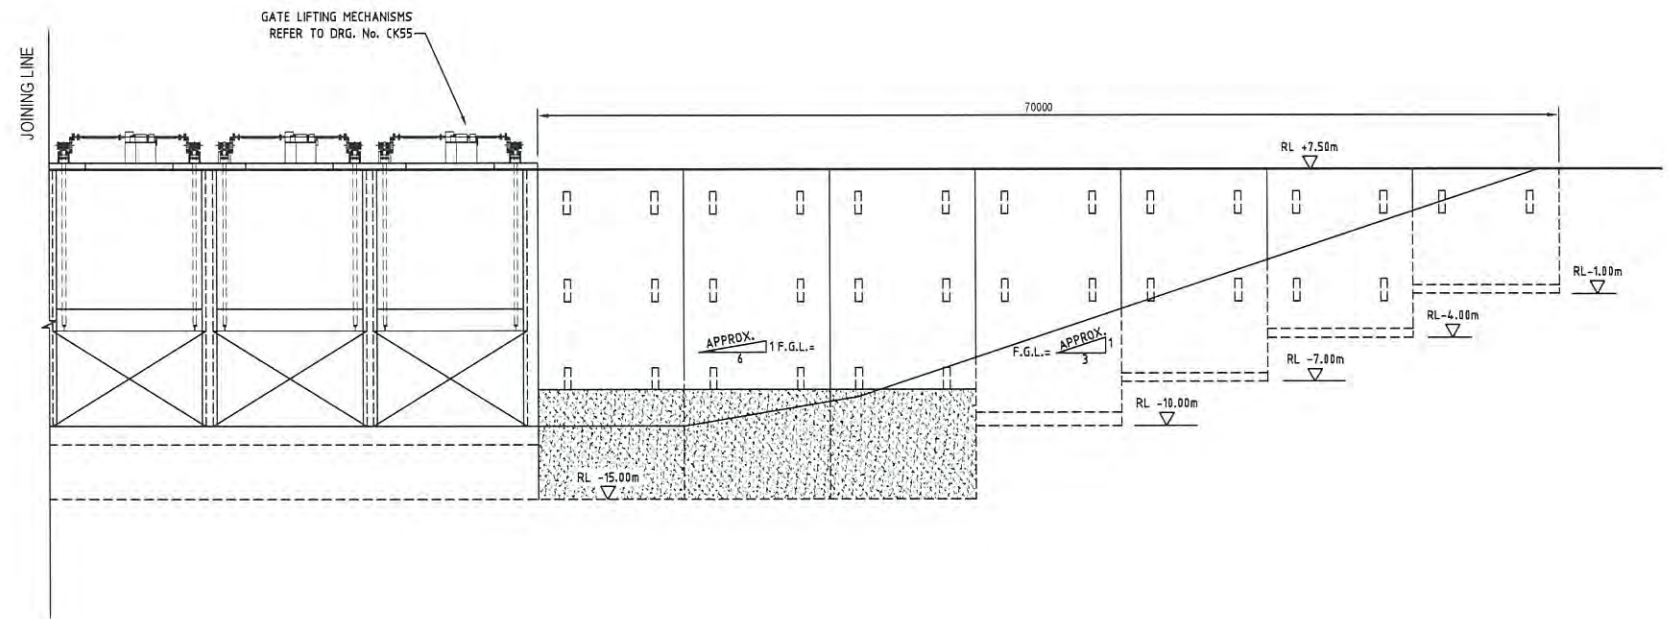 GATE LIFTING MECHANISMS
REFER TO DRG. No. CK55
JOINING LINE
70000
RL +7.50m
RL-1.00m
RL-4.00m
APPROX.
1 F.G.L.=
6
F.G.L.=
APPROX.
1
3
RL -7.00m
RL -10.00m
RL -15.00m